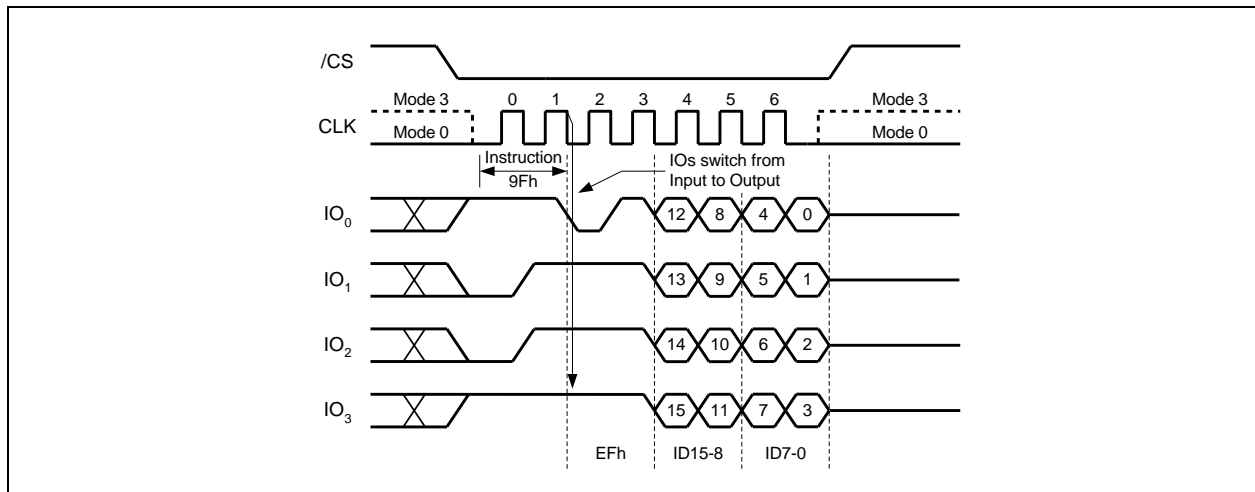 /CS
Mode 3 0 1 2 3 4 5 6 Mode 3
CLK
Mode 0 Mode 0
Instruction
9Fh
IOs switch from
Input to Output
IO0 12 8 4 0
IO1 13 9 5 1
IO2 14 10 6 2
IO3 15 11 7 3
EFh ID15-8 ID7-0